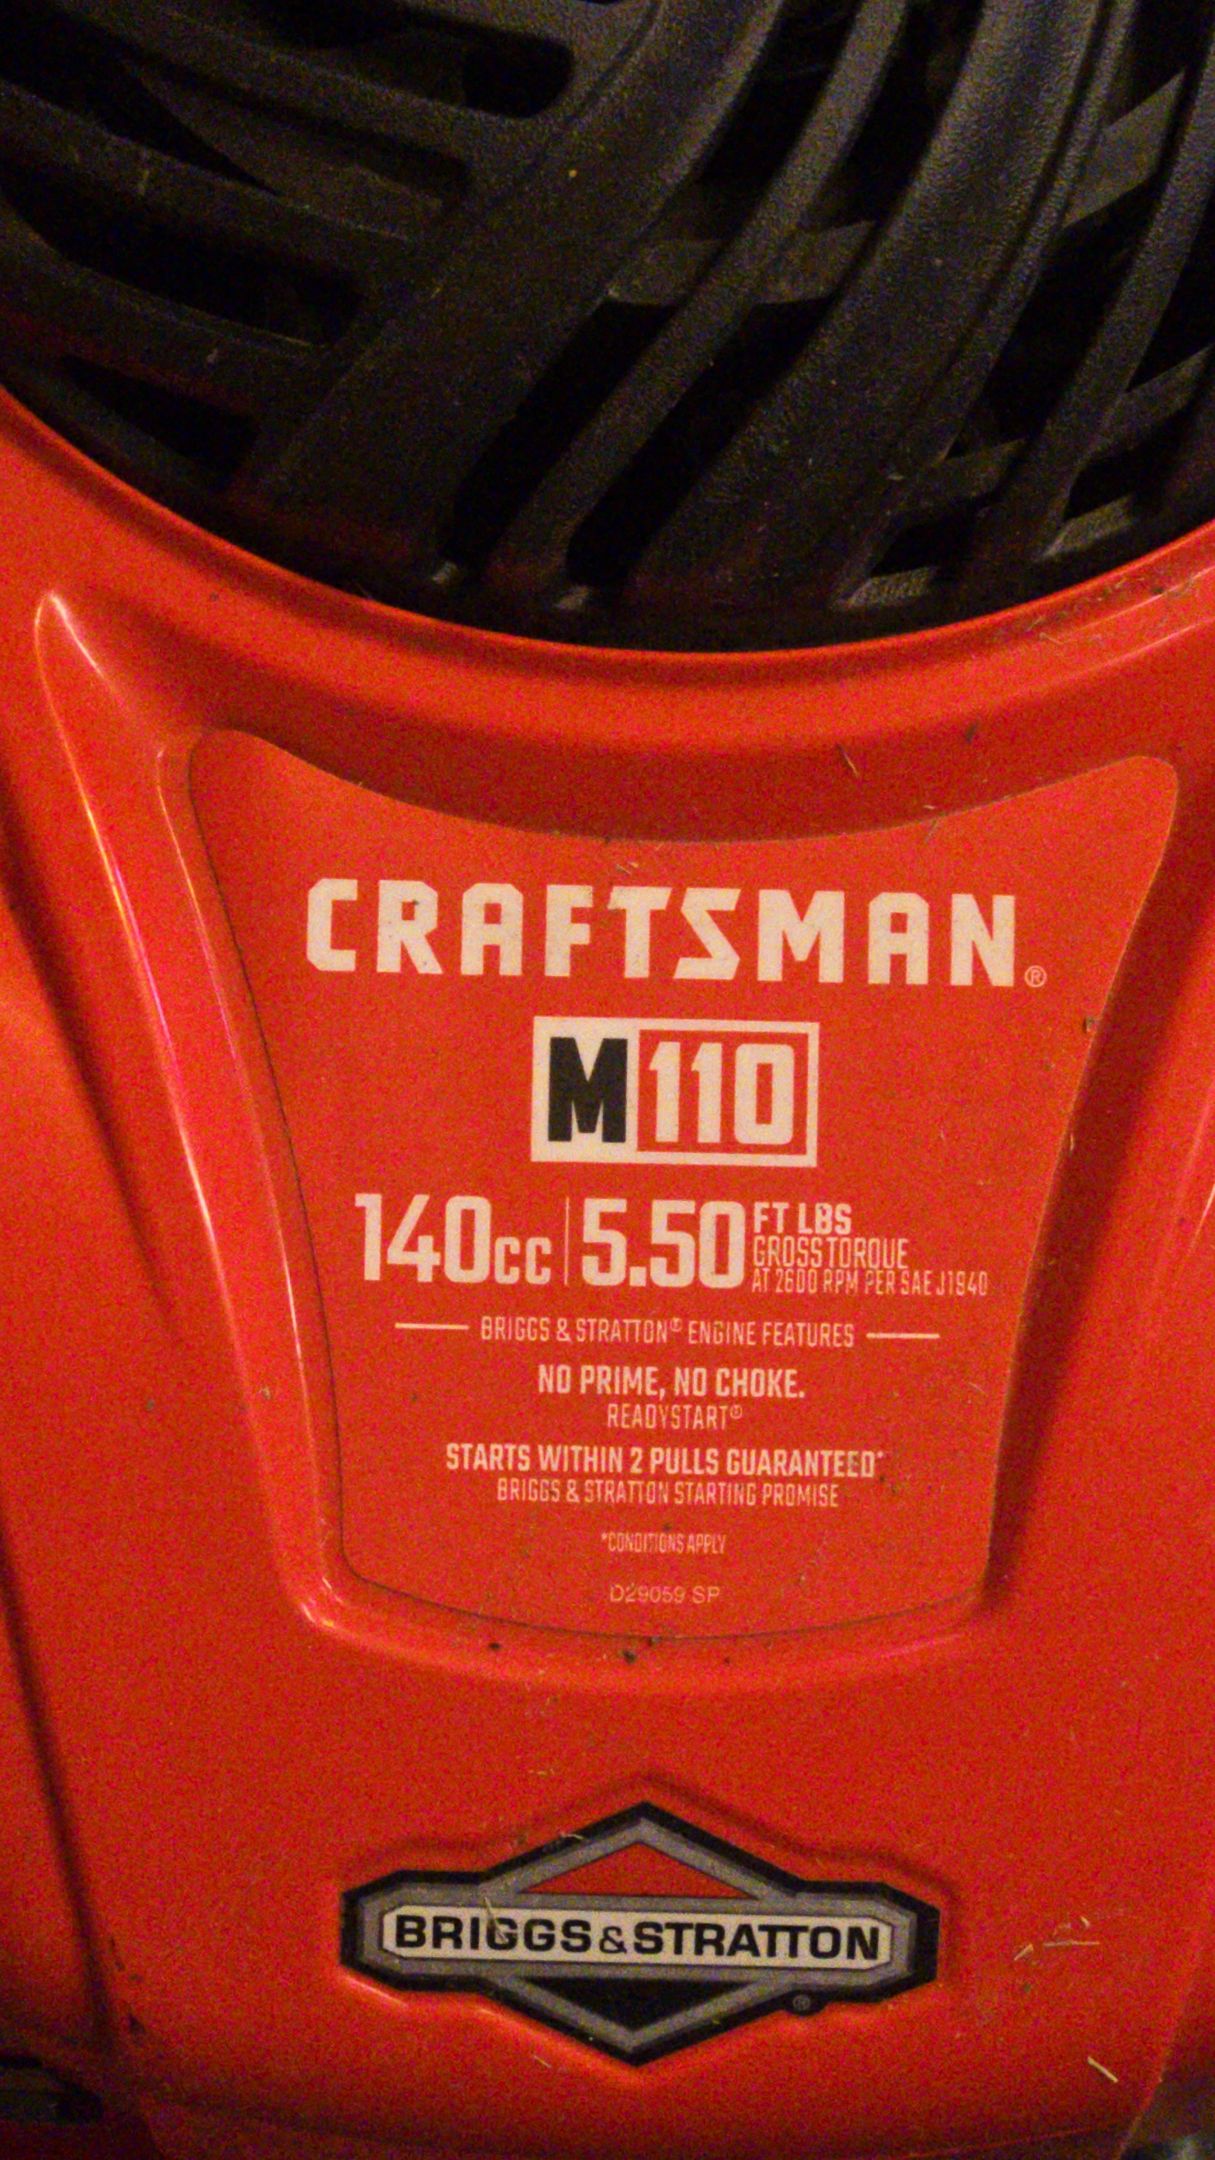 CRAFTSMAN®
M110
140cc | 5.50 FT LBS
GROSS TORQUE
AT 2600 RPM PER SAE J1940
BRIGGS & STRATTON® ENGINE FEATURES
NO PRIME, NO CHOKE.
READYSTART®
STARTS WITHIN 2 PULLS GUARANTEED*
BRIGGS & STRATTON STARTING PROMISE
*CONDITIONS APPLY
D29059 SP
BRIGGS&STRATTON®